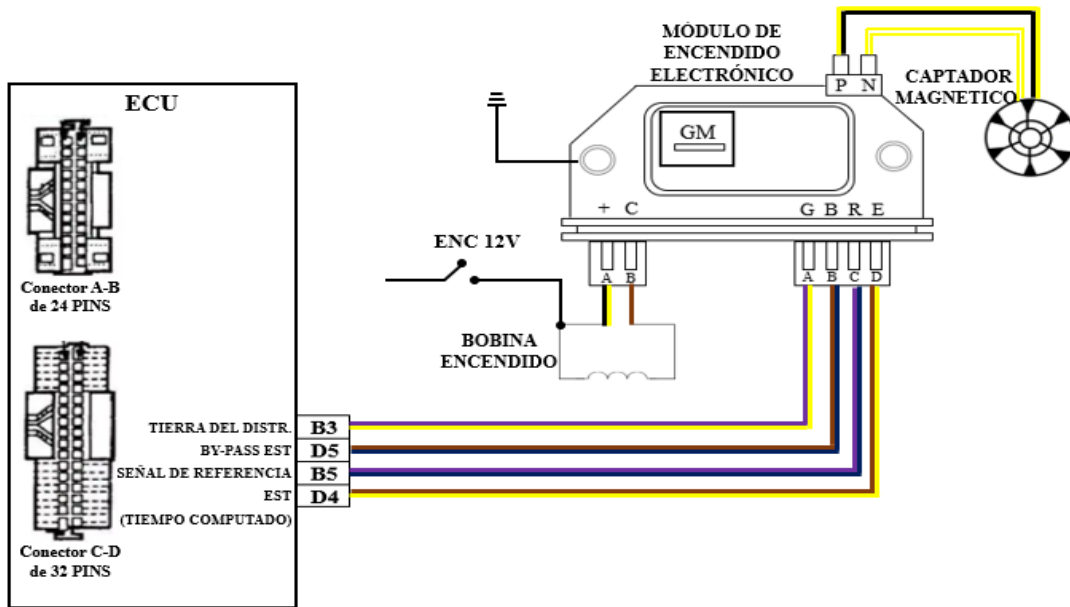 ECU
Conector A-B
de 24 PINS
Conector C-D
de 32 PINS
TIERRA DEL DISTR.
B3
BY-PASS EST
D5
SEÑAL DE REFERENCIA
B5
EST
D4
(TIEMPO COMPUTADO)
MÓDULO DE
ENCENDIDO
ELECTRÓNICO
P N
CAPTADOR
MAGNETICO
GM
+ C
G B R E
A B
A B C D
ENC 12V
BOBINA
ENCENDIDO